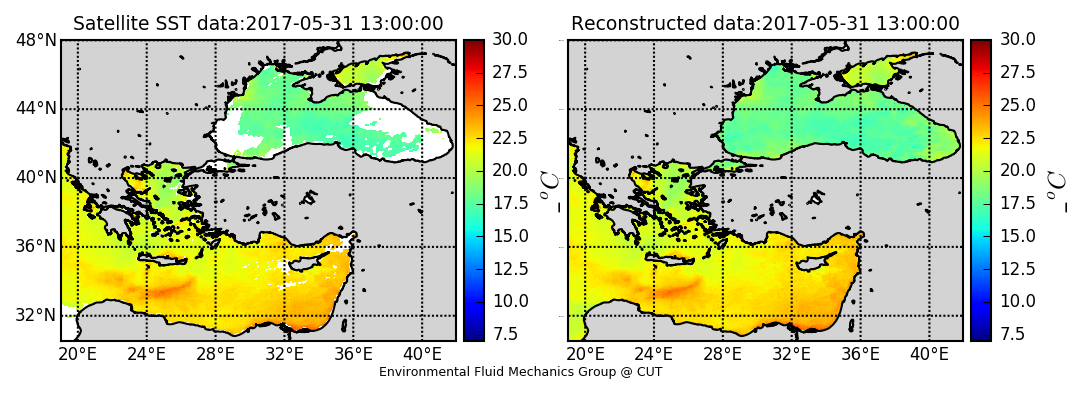 Satellite SST data:2017-05-31 13:00:00
48°N
44°N
40°N
36°N
32°N
20°E 24°E 28°E 32°E 36°E 40°E
30.0
27.5
25.0
22.5
20.0
17.5
15.0
12.5
10.0
7.5
_ °C
Reconstructed data:2017-05-31 13:00:00
20°E 24°E 28°E 32°E 36°E 40°E
30.0
27.5
25.0
22.5
20.0
17.5
15.0
12.5
10.0
7.5
_ °C
Environmental Fluid Mechanics Group @ CUT